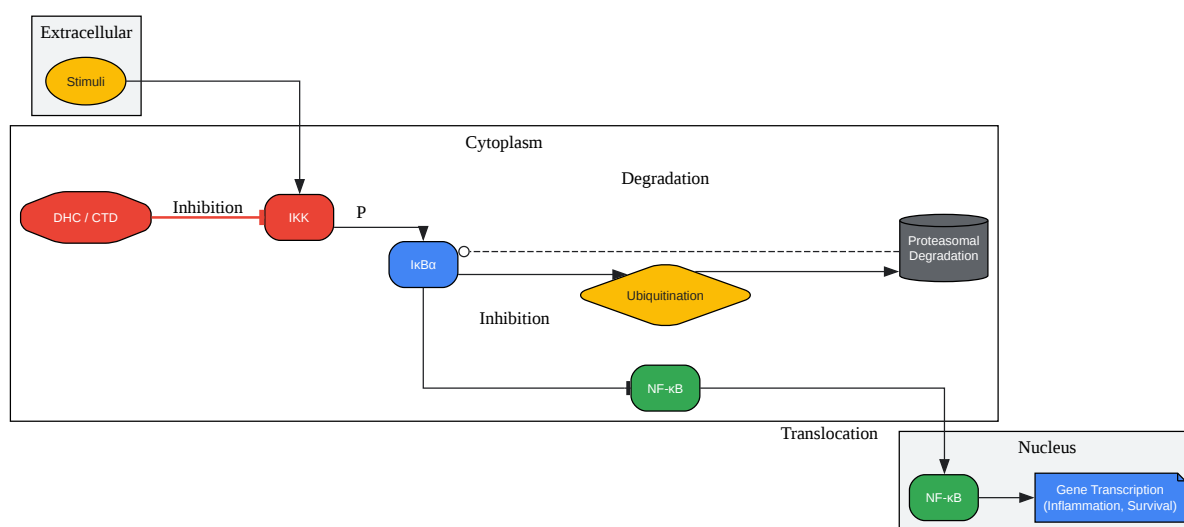 Extracellular
Stimuli
Cytoplasm
Degradation
DHC / CTD
Inhibition
IKK
P
IκBα
Proteasomal
Degradation
Ubiquitination
Inhibition
NF-κB
Translocation
Nucleus
NF-κB
Gene Transcription
(Inflammation, Survival)